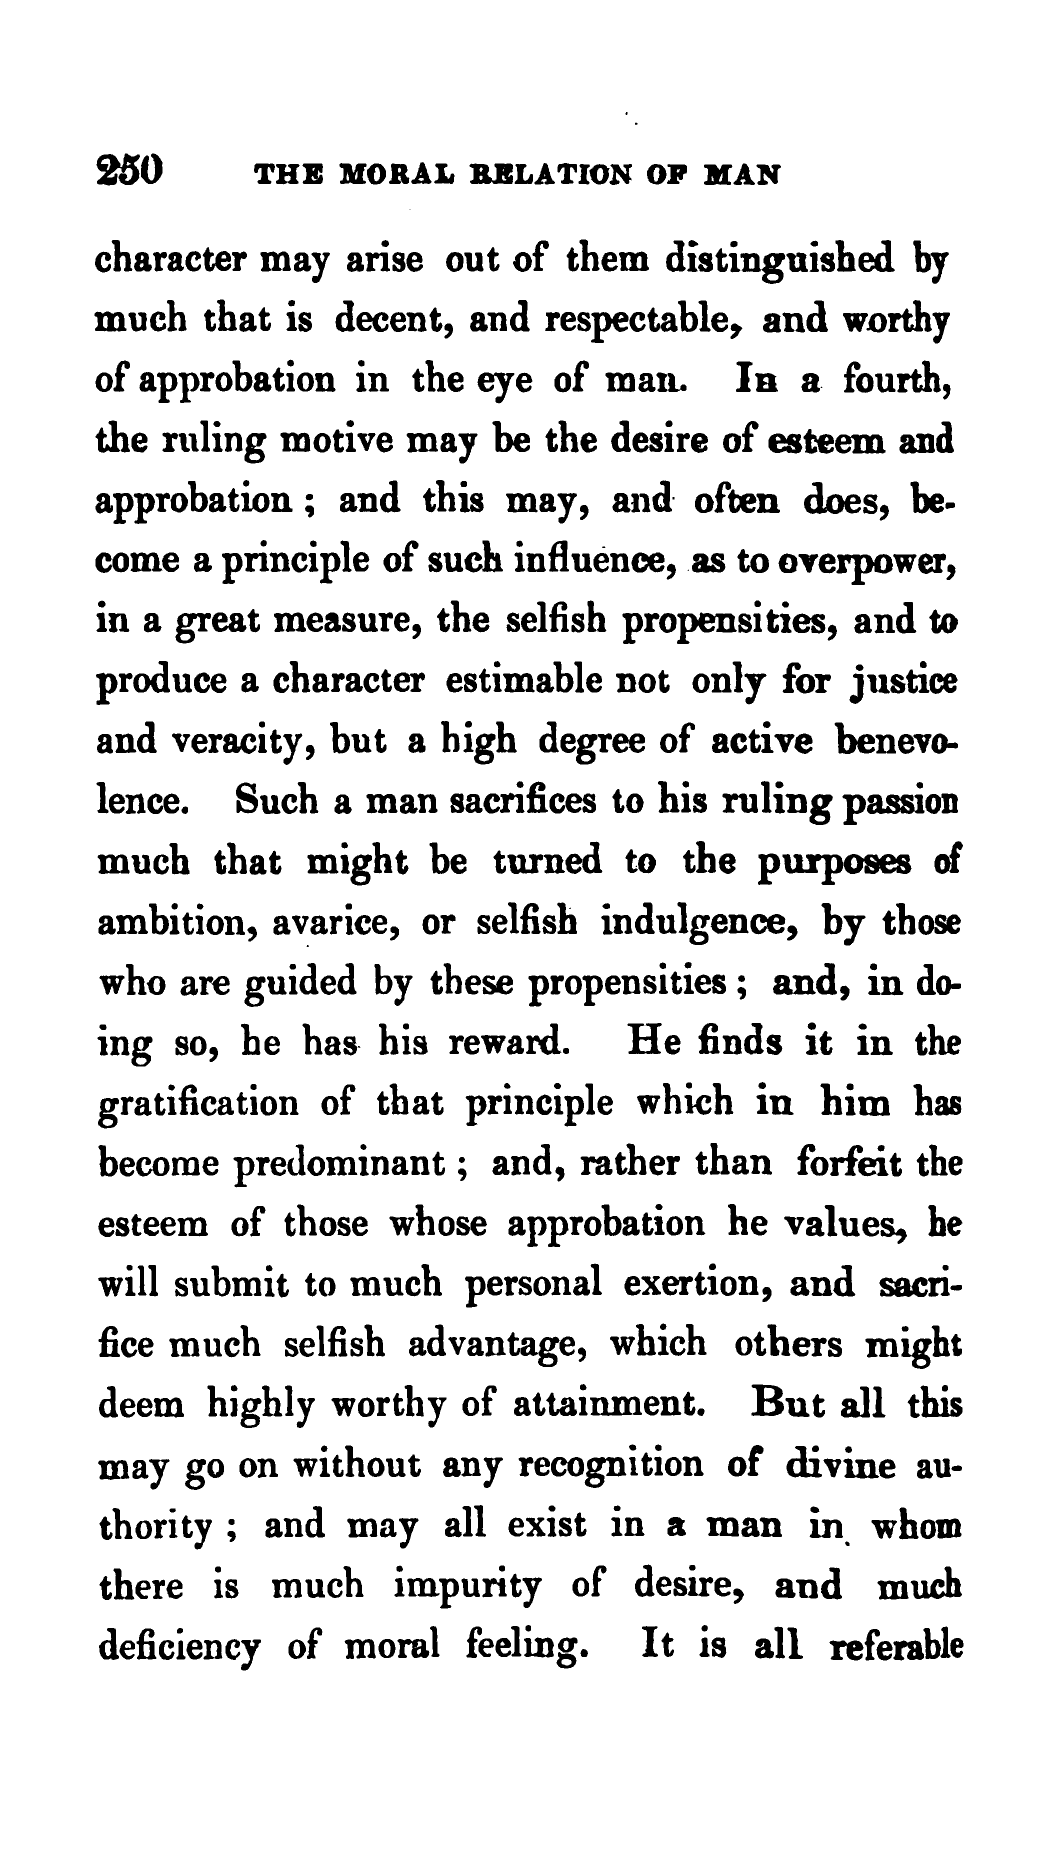 250 THE MORAL RELATION OF MAN
character may arise out of them distinguished by
much that is decent, and respectable, and worthy
of approbation in the eye of man. In a fourth,
the ruling motive may be the desire of esteem and
approbation ; and this may, and often does, be-
come a principle of such influence, as to overpower,
in a great measure, the selfish propensities, and to
produce a character estimable not only for justice
and veracity, but a high degree of active benevo-
lence. Such a man sacrifices to his ruling passion
much that might be turned to the purposes of
ambition, avarice, or selfish indulgence, by those
who are guided by these propensities ; and, in do-
ing so, he has his reward. He finds it in the
gratification of that principle which in him has
become predominant ; and, rather than forfeit the
esteem of those whose approbation he values, he
will submit to much personal exertion, and sacri-
fice much selfish advantage, which others might
deem highly worthy of attainment. But all this
may go on without any recognition of divine au-
thority ; and may all exist in a man in whom
there is much impurity of desire, and much
deficiency of moral feeling. It is all referable